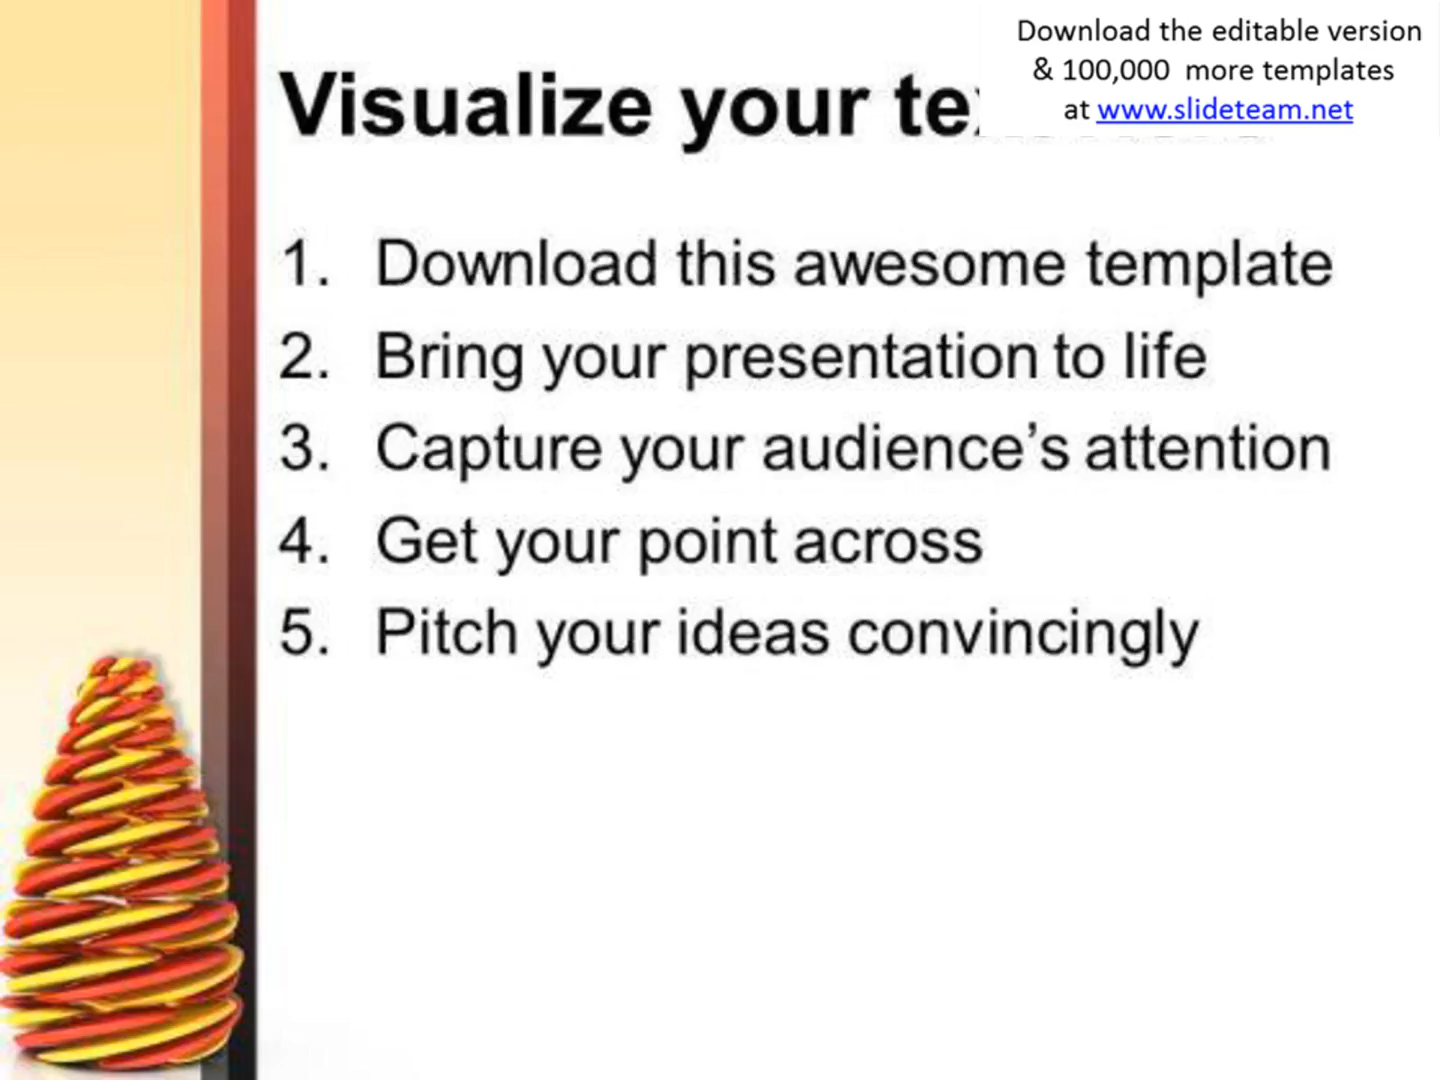 Download the editable version
& 100,000 more templates
at www.slideteam.net
Visualize your
1. Download this awesome template
2. Bring your presentation to life
3. Capture your audience’s attention
4. Get your point across
5. Pitch your ideas convincingly